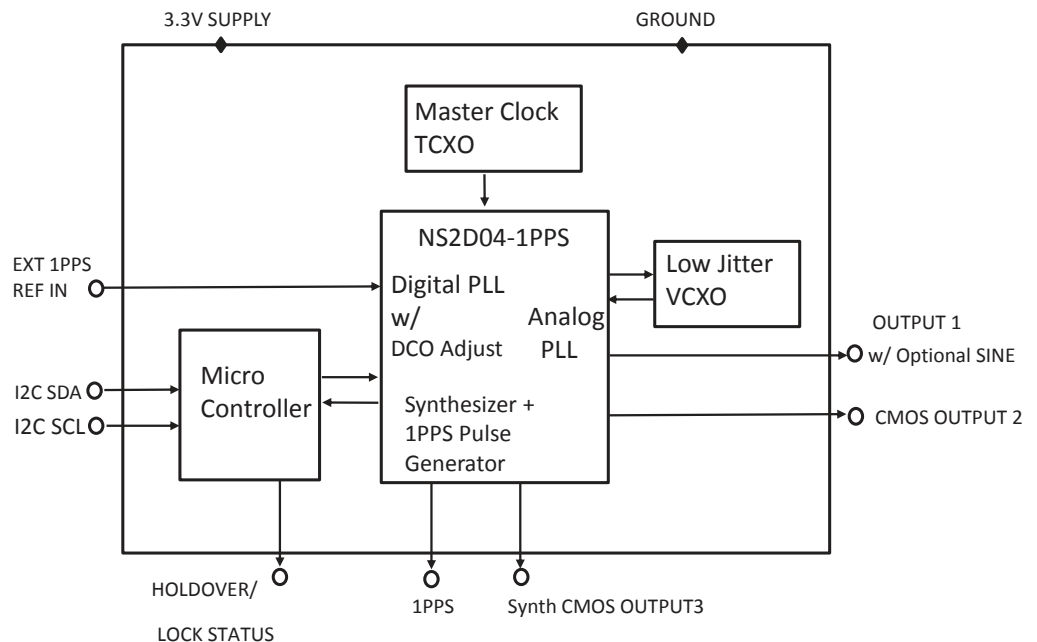 3.3V SUPPLY
GROUND
Master Clock
TCXO
NS2D04-1PPS
Digital PLL
w/
DCO Adjust
Analog
PLL
Synthesizer +
1PPS Pulse
Generator
Low Jitter
VCXO
EXT 1PPS
REF IN
Micro
Controller
I2C SDA
I2C SCL
OUTPUT 1
w/ Optional SINE
CMOS OUTPUT 2
HOLDOVER/
LOCK STATUS
1PPS
Synth CMOS OUTPUT3